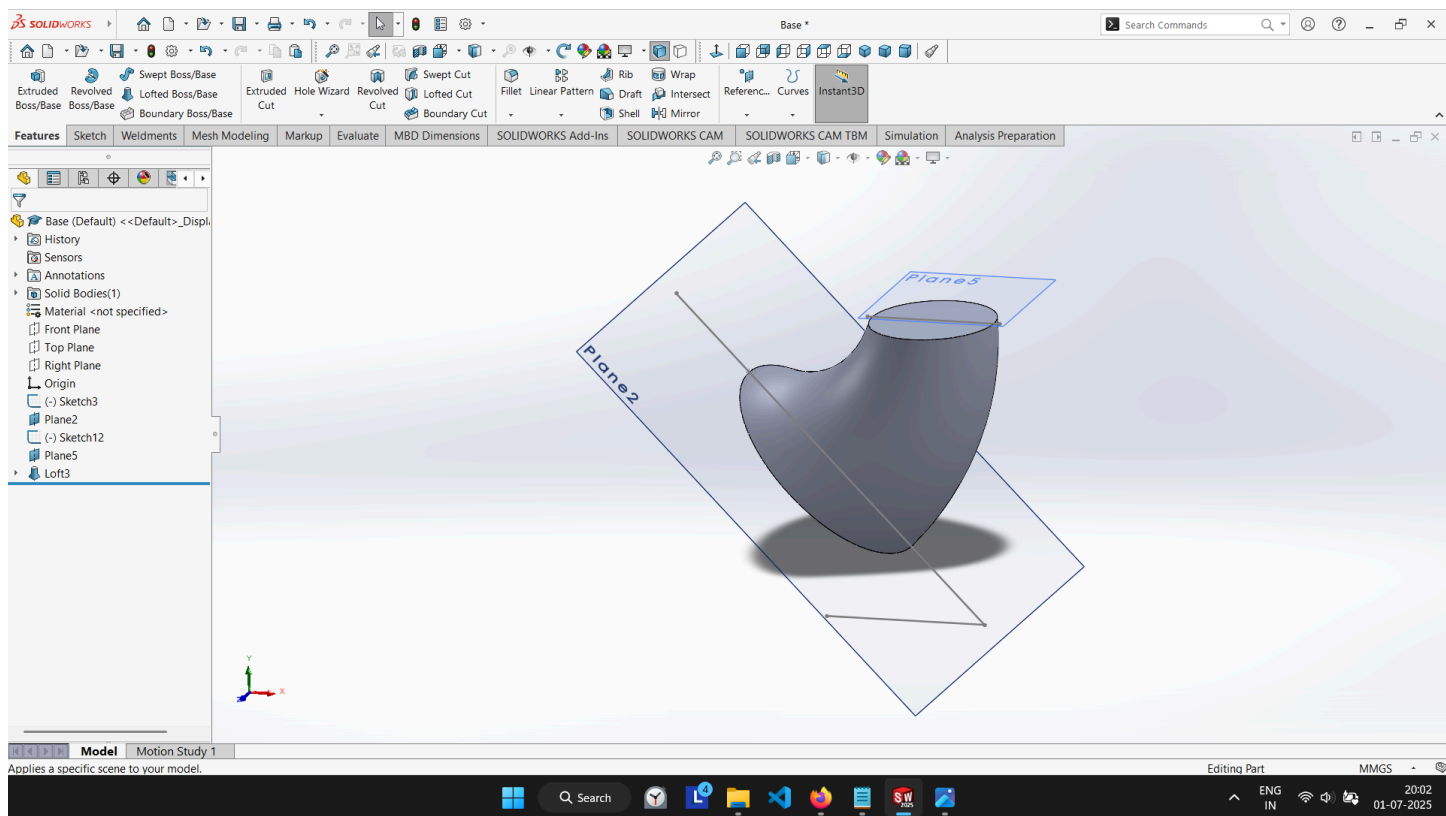 SOLIDWORKS
Base *
Search Commands
Extruded Boss/Base
Revolved Boss/Base
Swept Boss/Base
Lofted Boss/Base
Boundary Boss/Base
Extruded Cut
Hole Wizard
Revolved Cut
Swept Cut
Lofted Cut
Boundary Cut
Fillet
Linear Pattern
Rib
Draft
Shell
Wrap
Intersect
Mirror
Referenc...
Curves
Instant3D
Features Sketch Weldments Mesh Modeling Markup Evaluate MBD Dimensions SOLIDWORKS Add-Ins SOLIDWORKS CAM SOLIDWORKS CAM TBM Simulation Analysis Preparation
Base (Default) <<Default>_Displ
History
Sensors
Annotations
Solid Bodies(1)
Material <not specified>
Front Plane
Top Plane
Right Plane
Origin
(-) Sketch3
Plane2
(-) Sketch12
Plane5
Loft3
Plane5
Plane2
Y
X
Z
Model Motion Study 1
Applies a specific scene to your model.
Editing Part MMGS
Search
L 4
SW 2025
ENG
IN
20:02
01-07-2025